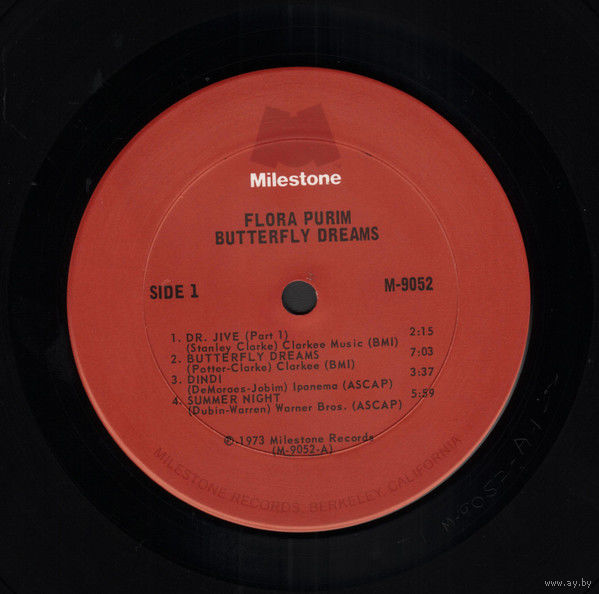 Milestone
FLORA PURIM
BUTTERFLY DREAMS
SIDE 1
M-9052
1. DR. JIVE (Part 1) 2:15
(Stanley Clarke) Clarkee Music (BMI)
2. BUTTERFLY DREAMS 7:03
(Potter-Clarke) Clarkee (BMI)
3. DINDI 3:37
(DeMoraes-Jobim) Ipanema (ASCAP)
4. SUMMER NIGHT 5:59
(Dubin-Warren) Warner Bros. (ASCAP)
℗ 1973 Milestone Records
(M-9052-A)
MILESTONE RECORDS, BERKELEY, CALIFORNIA
M-9052-A
www.ay.by